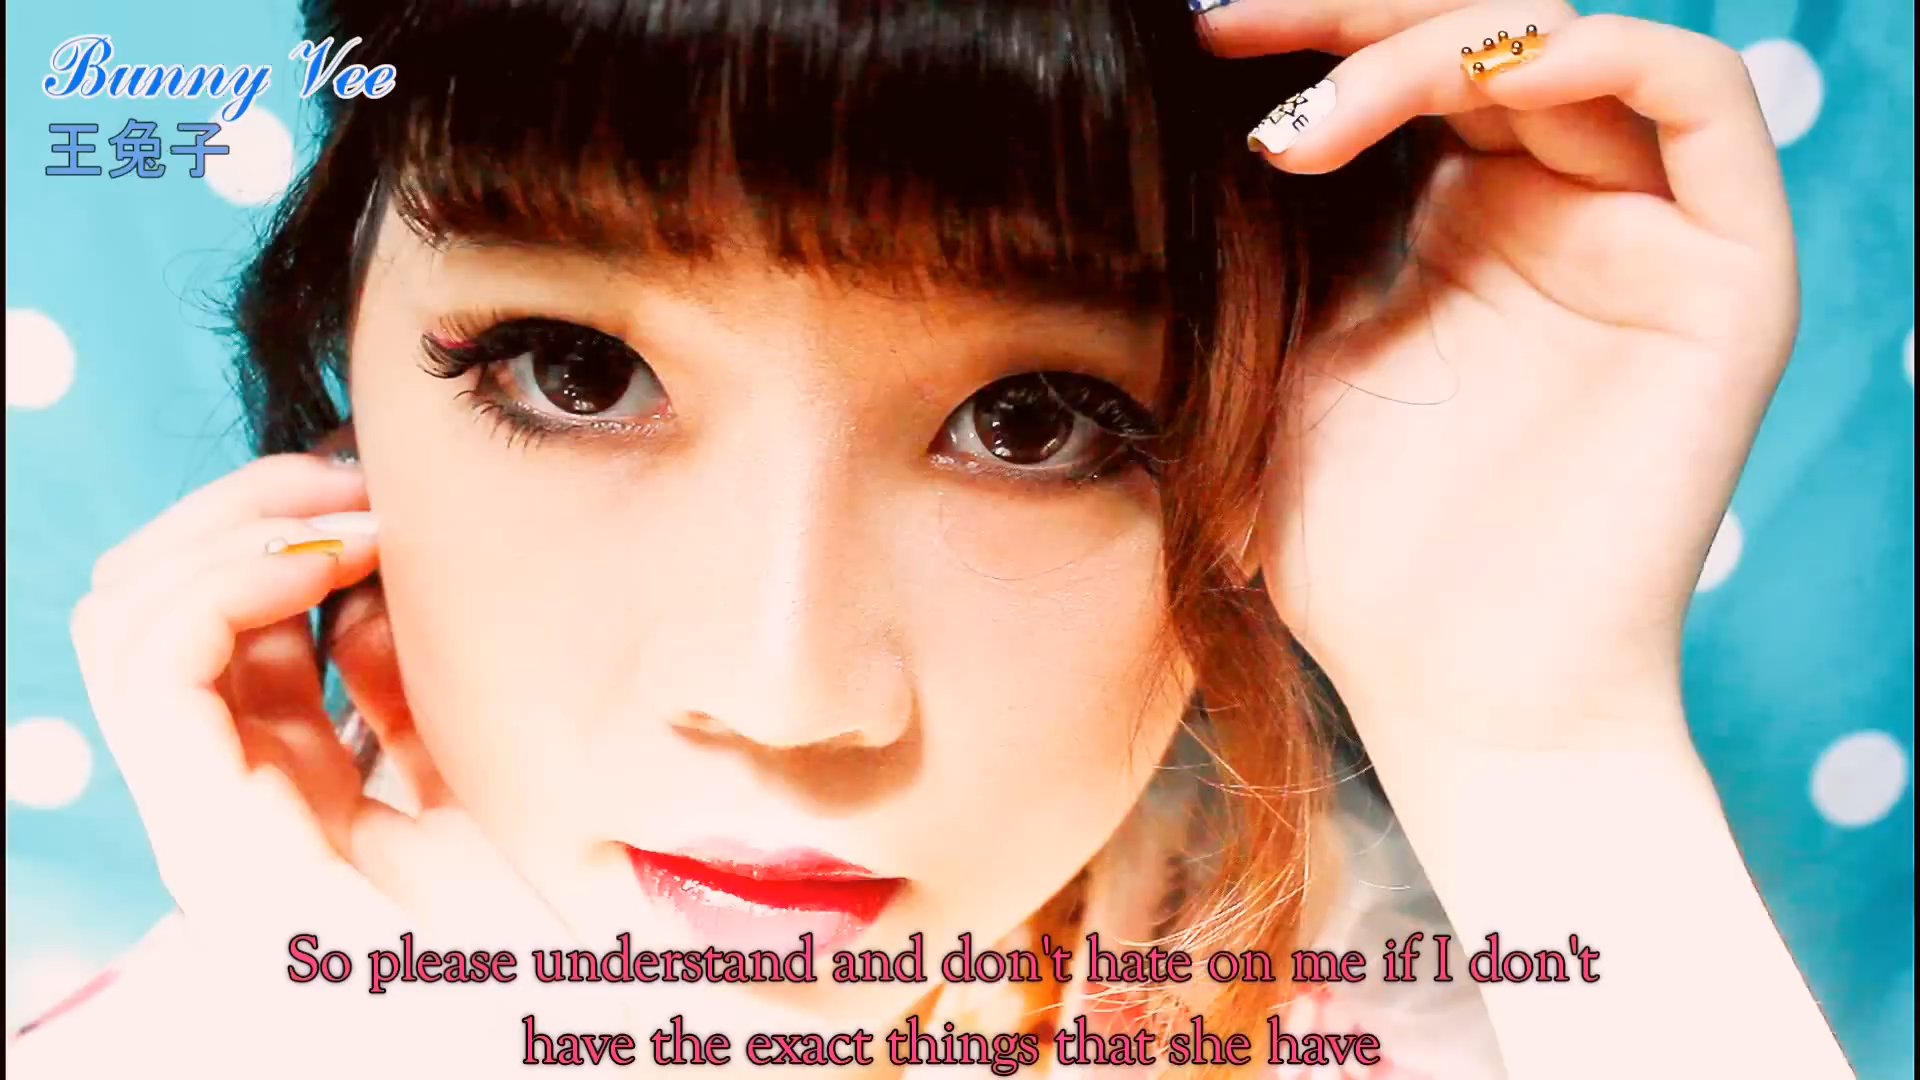 Bunny Vee
王兔子
So please understand and don't hate on me if I don't
have the exact things that she have